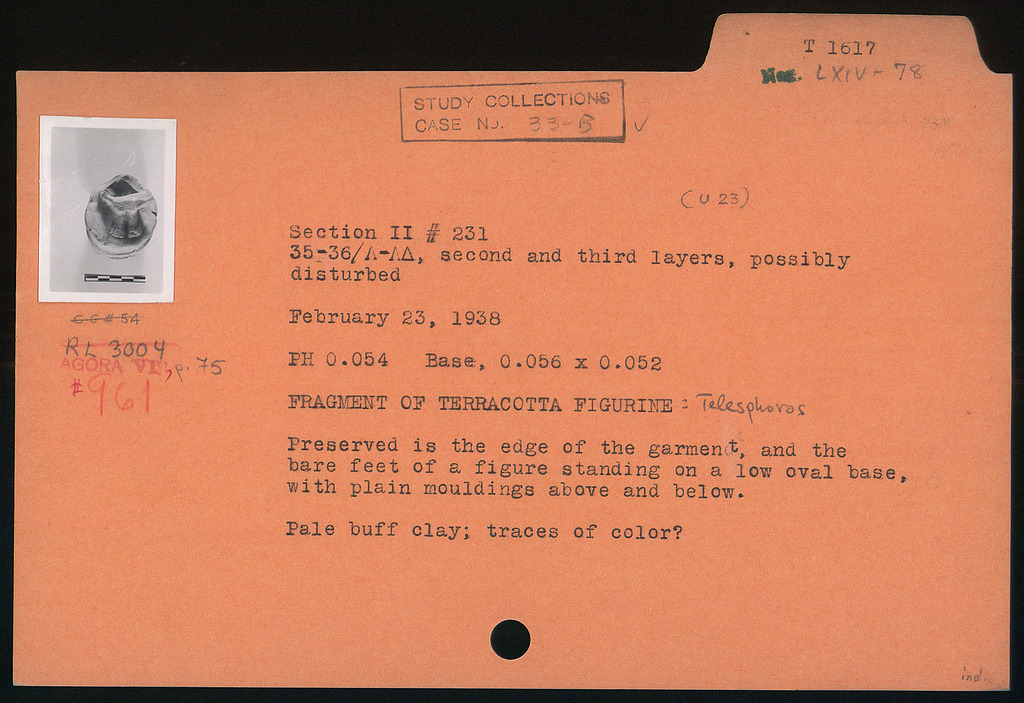 T 1617
LXIV - 78
STUDY COLLECTIONS
CASE No. 33-B ✓
(U 23)
Section II # 231
35-36/Λ-ΛΔ, second and third layers, possibly
disturbed
February 23, 1938
PH 0.054 Base, 0.056 x 0.052
FRAGMENT OF TERRACOTTA FIGURINE : Telesphoros
Preserved is the edge of the garment, and the
bare feet of a figure standing on a low oval base,
with plain mouldings above and below.
Pale buff clay; traces of color?
RL 3004
AGORA VI, p. 75
#961
ind.